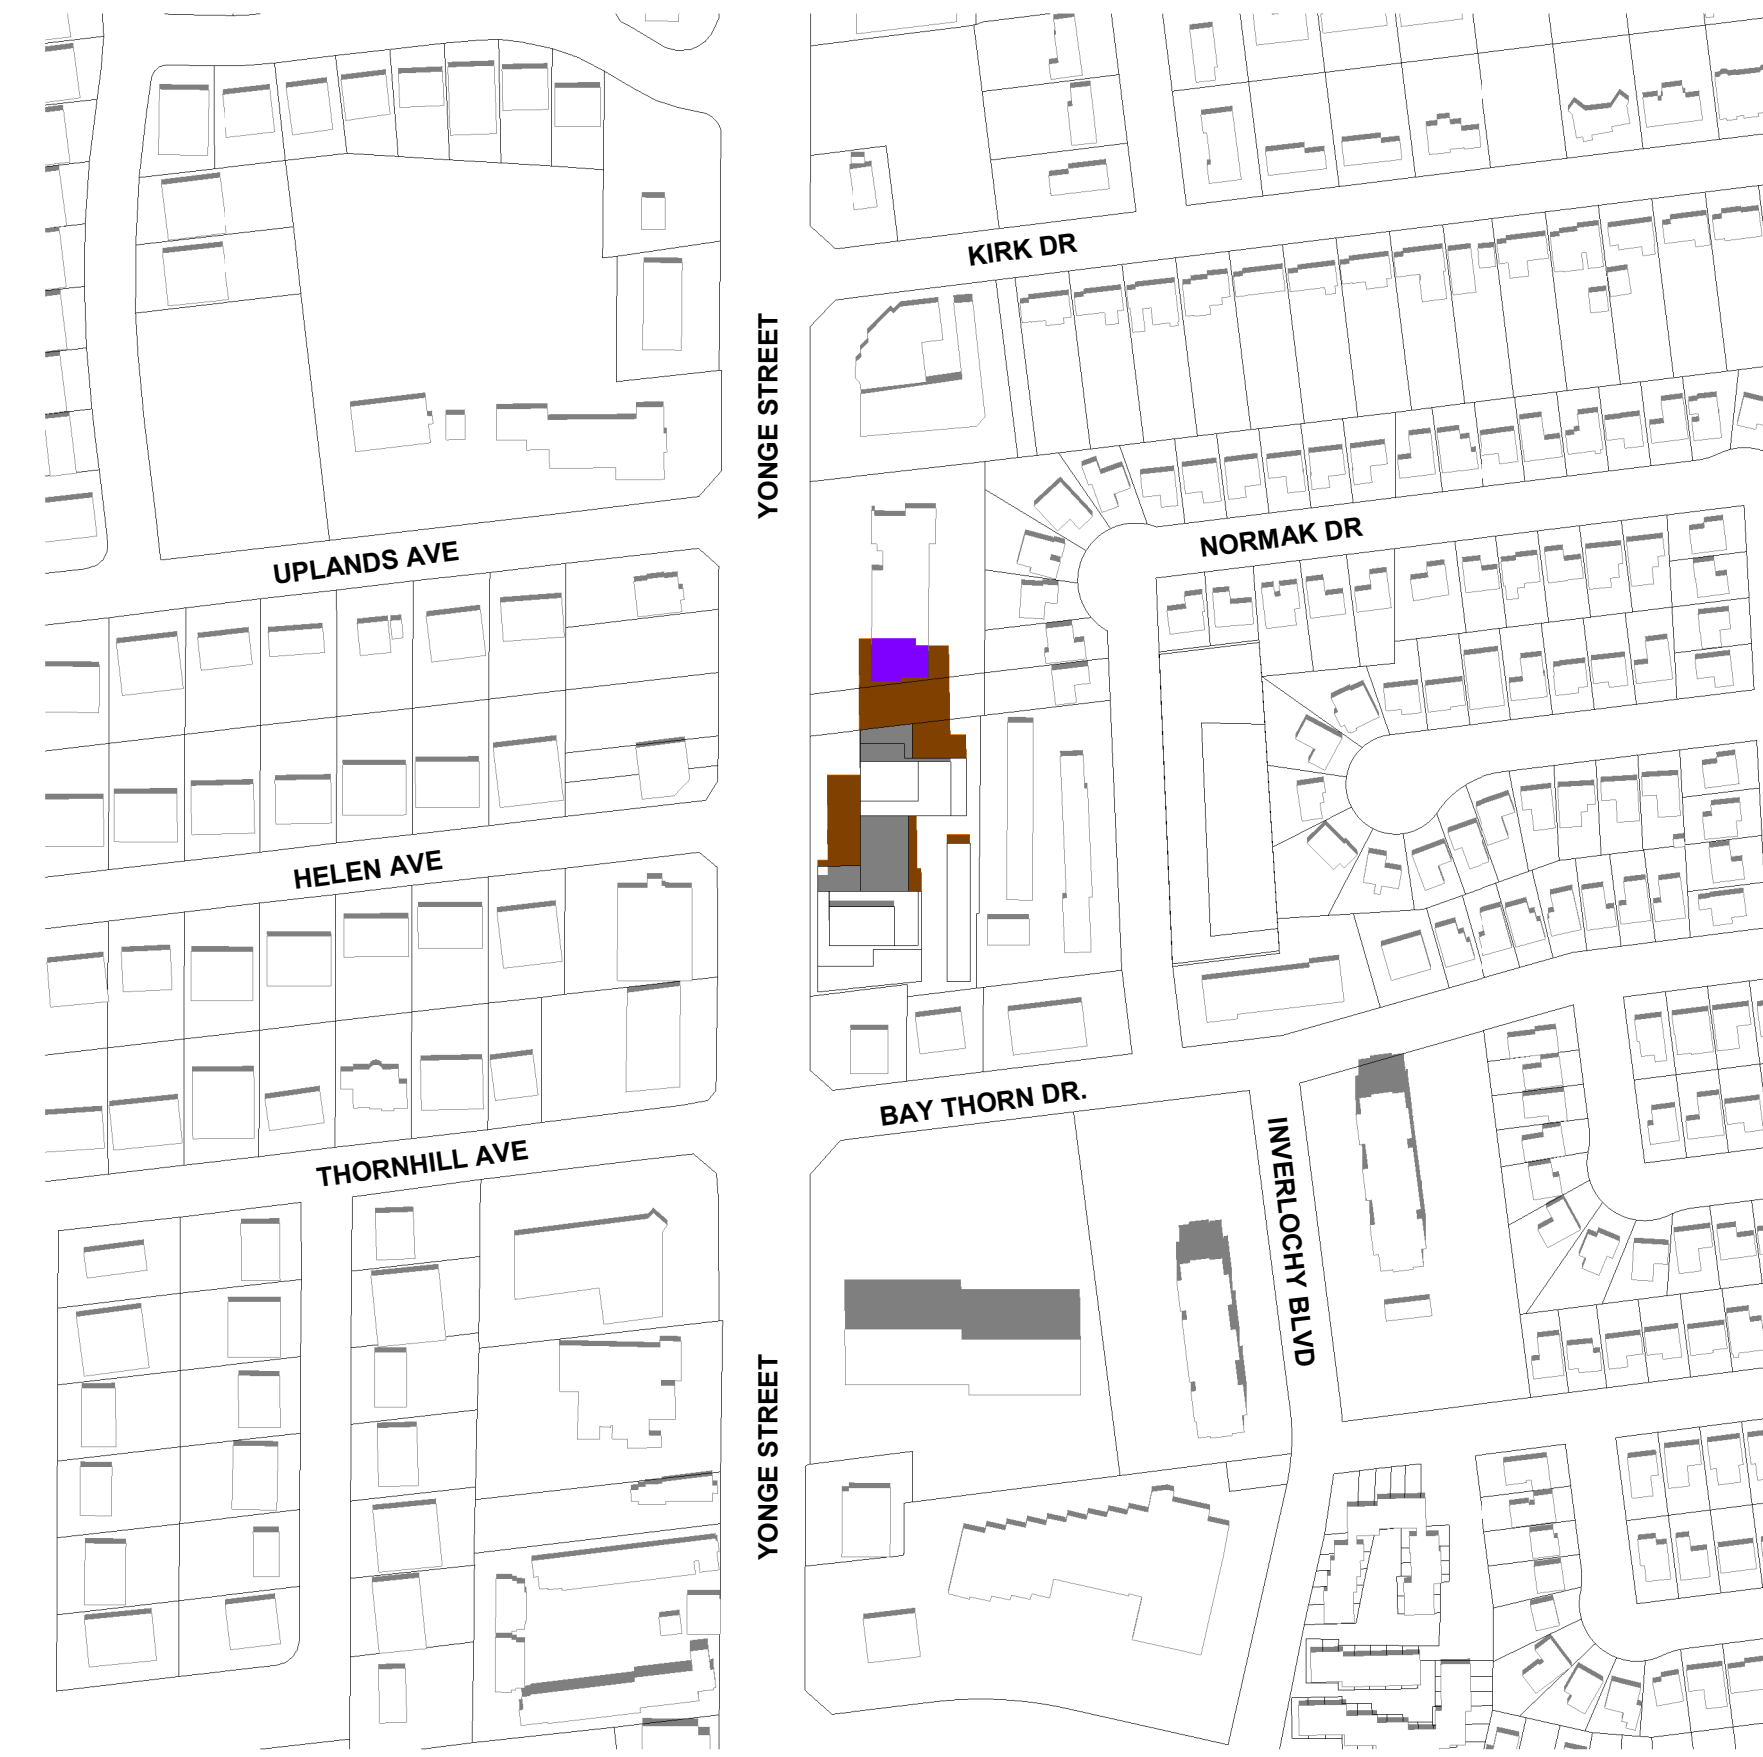 KIRK DR
YONGE STREET
NORMAK DR
UPLANDS AVE
HELEN AVE
BAY THORN DR.
THORNHILL AVE
INVERLOCHY BLVD
YONGE STREET